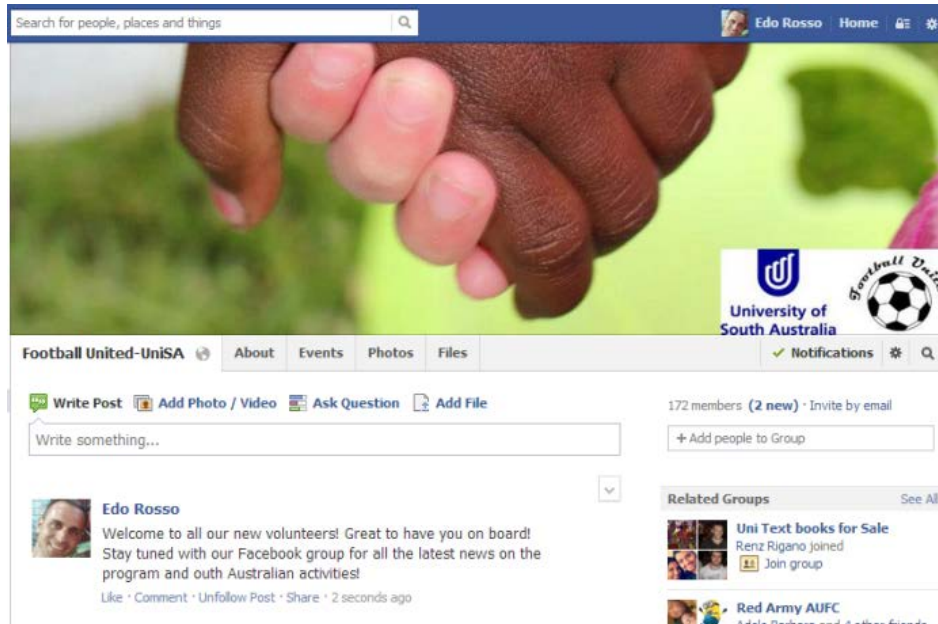 Search for people, places and things
Edo Rosso Home
University of
South Australia
Football United-UniSA About Events Photos Files
Notifications
Write Post Add Photo / Video Ask Question Add File
172 members (2 new) · Invite by email
Write something...
+ Add people to Group
Related Groups See All
Edo Rosso
Welcome to all our new volunteers! Great to have you on board!
Stay tuned with our Facebook group for all the latest news on the
program and outh Australian activities!
Like · Comment · Unfollow Post · Share · 2 seconds ago
Uni Text books for Sale
Renz Rigano joined
Join group
Red Army AUFC